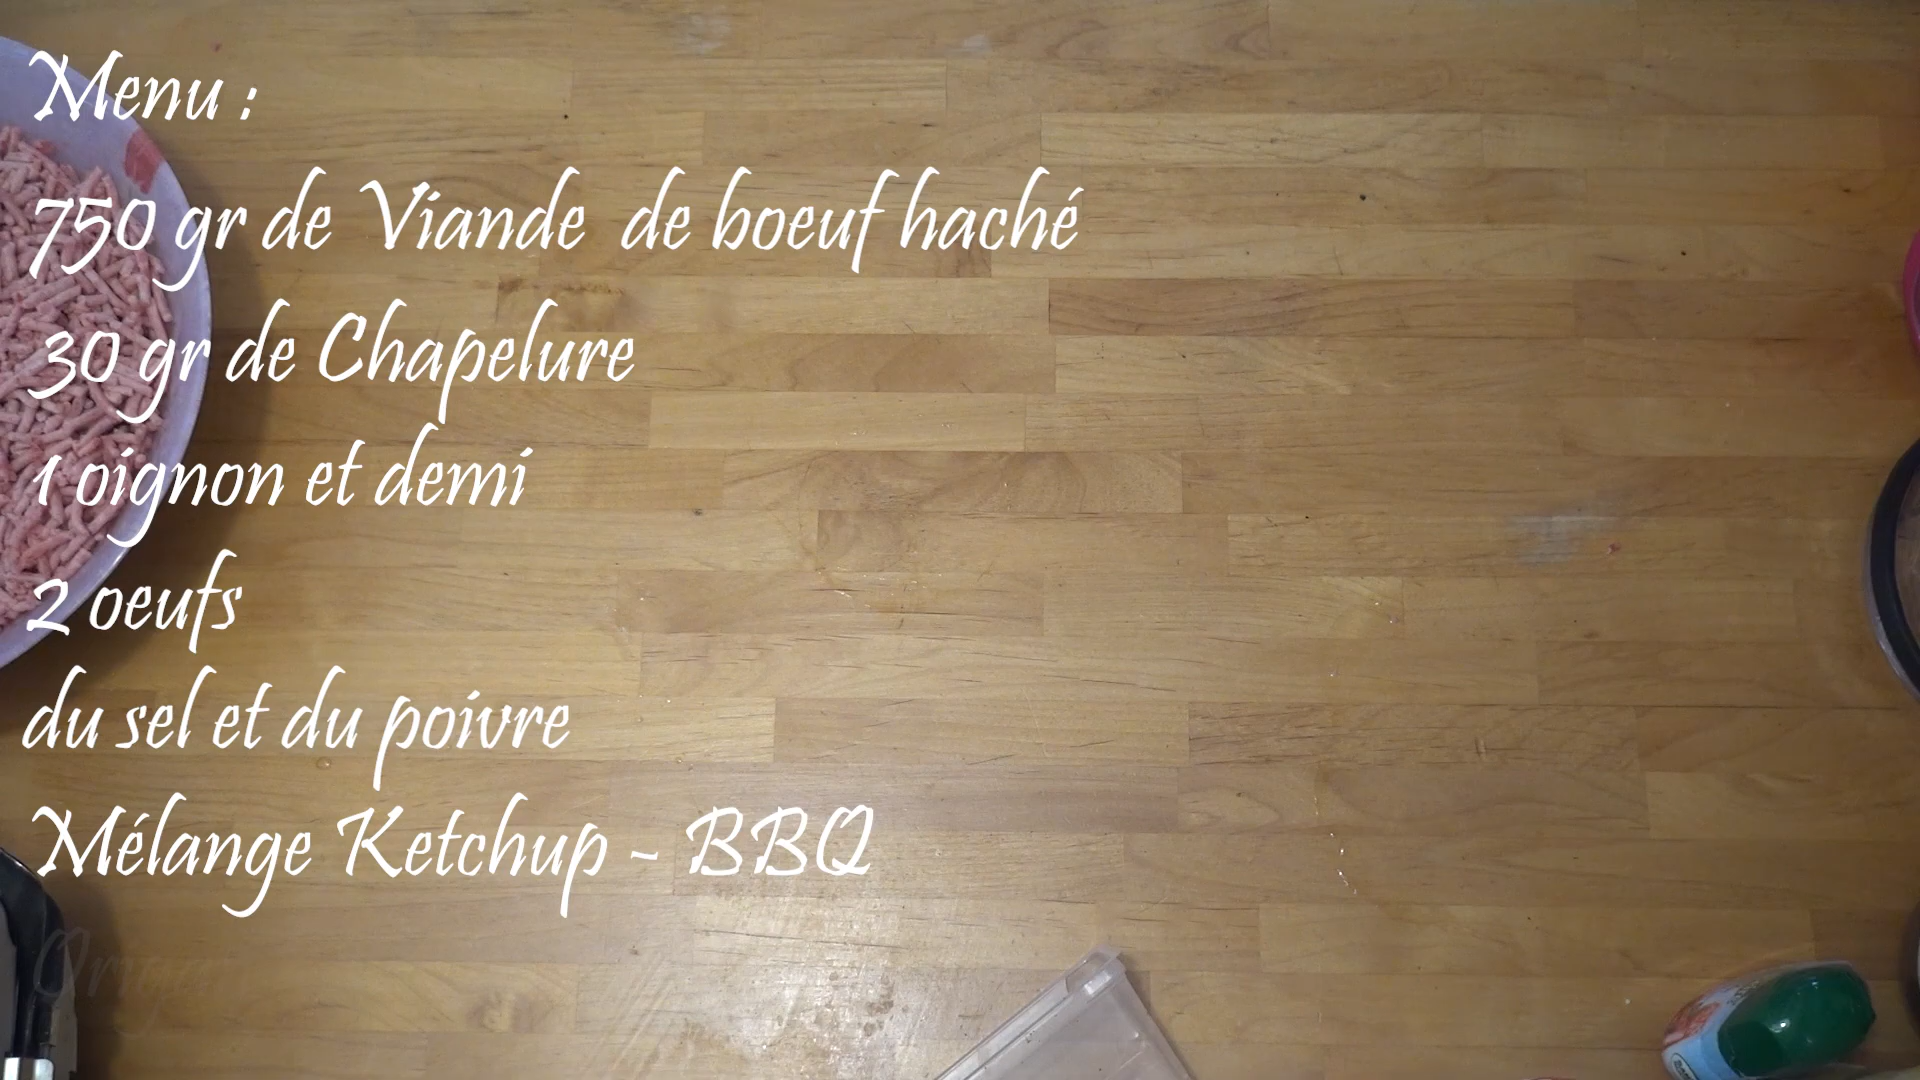 Menu :
750 gr de Viande de boeuf haché
30 gr de Chapelure
1 oignon et demi
2 oeufs
du sel et du poivre
Mélange Ketchup - BBQ